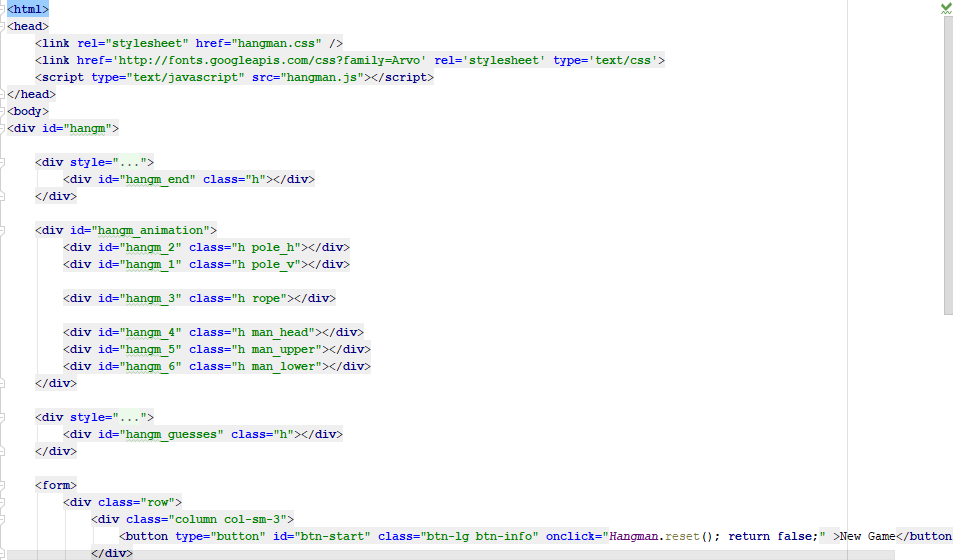 <html>
<head>
<link rel="stylesheet" href="hangman.css" />
<link href='http://fonts.googleapis.com/css?family=Arvo' rel='stylesheet' type='text/css'>
<script type="text/javascript" src="hangman.js"></script>
</head>
<body>
<div id="hangm">
<div style="...">
<div id="hangm_end" class="h"></div>
</div>
<div id="hangm_animation">
<div id="hangm_2" class="h pole_h"></div>
<div id="hangm_1" class="h pole_v"></div>
<div id="hangm_3" class="h rope"></div>
<div id="hangm_4" class="h man_head"></div>
<div id="hangm_5" class="h man_upper"></div>
<div id="hangm_6" class="h man_lower"></div>
</div>
<div style="...">
<div id="hangm_guesses" class="h"></div>
</div>
<form>
<div class="row">
<div class="column col-sm-3">
<button type="button" id="btn-start" class="btn-lg btn-info" onclick="Hangman.reset(); return false;" >New Game</button
</div>